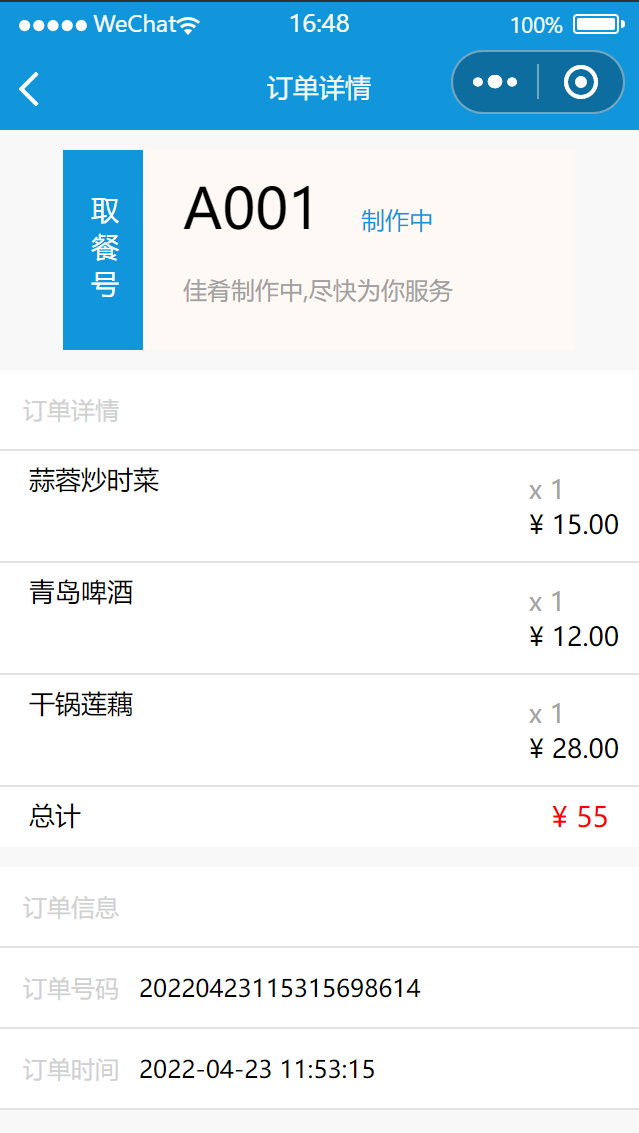 WeChat 16:48 100%
订单详情
取餐号
A001 制作中
佳肴制作中,尽快为你服务
订单详情
蒜蓉炒时菜 x 1
¥ 15.00
青岛啤酒 x 1
¥ 12.00
干锅莲藕 x 1
¥ 28.00
总计 ¥ 55
订单信息
订单号码 20220423115315698614
订单时间 2022-04-23 11:53:15